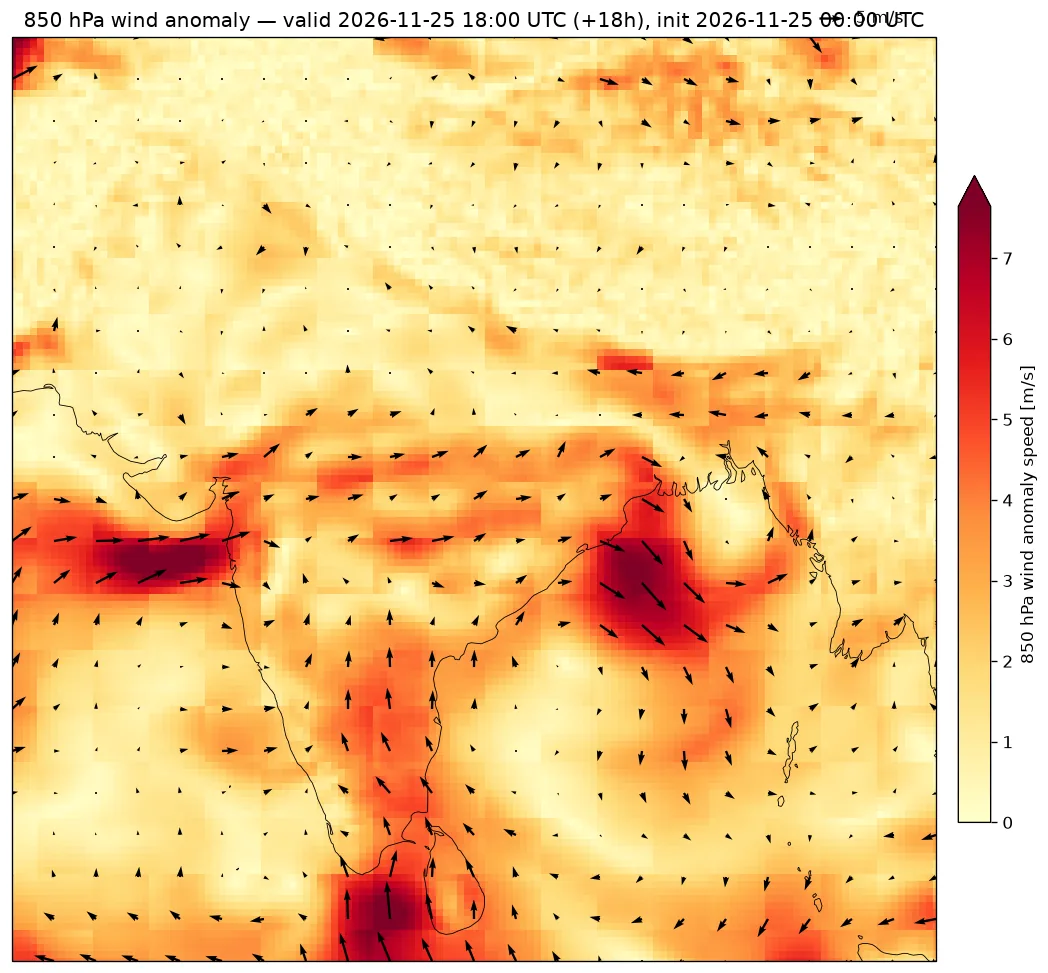 850 hPa wind anomaly — valid 2026-11-25 18:00 UTC (+18h), init 2026-11-25 00:00 UTC
5 m/s
7
6
5
4
3
2
1
0
850 hPa wind anomaly speed [m/s]